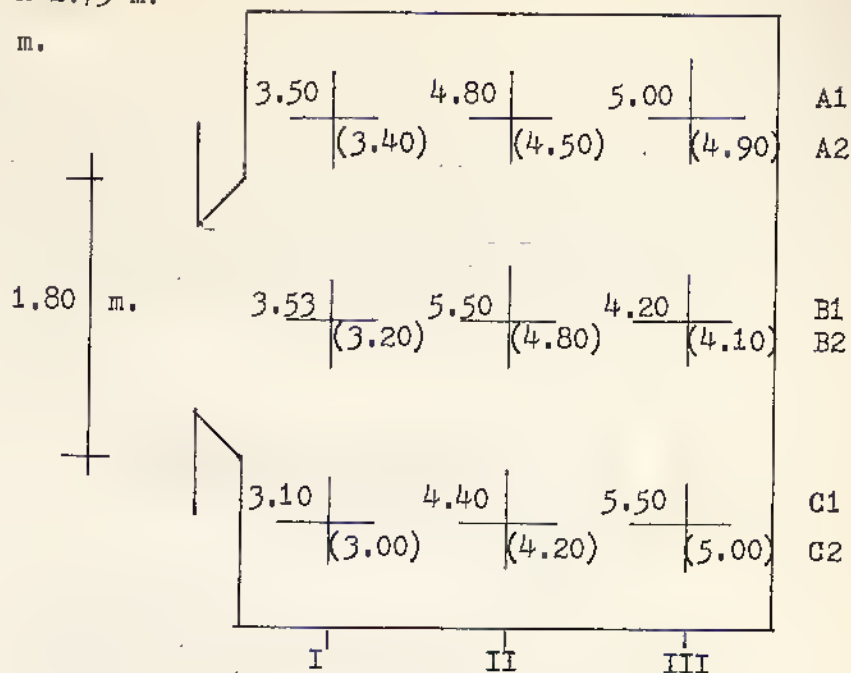 m.
3.50 4.80 5.00 A1
(3.40) (4.50) (4.90) A2
1.80 m. 3.53 5.50 4.20 B1
(3.20) (4.80) (4.10) B2
3.10 4.40 5.50 C1
(3.00) (4.20) (5.00) C2
I II III